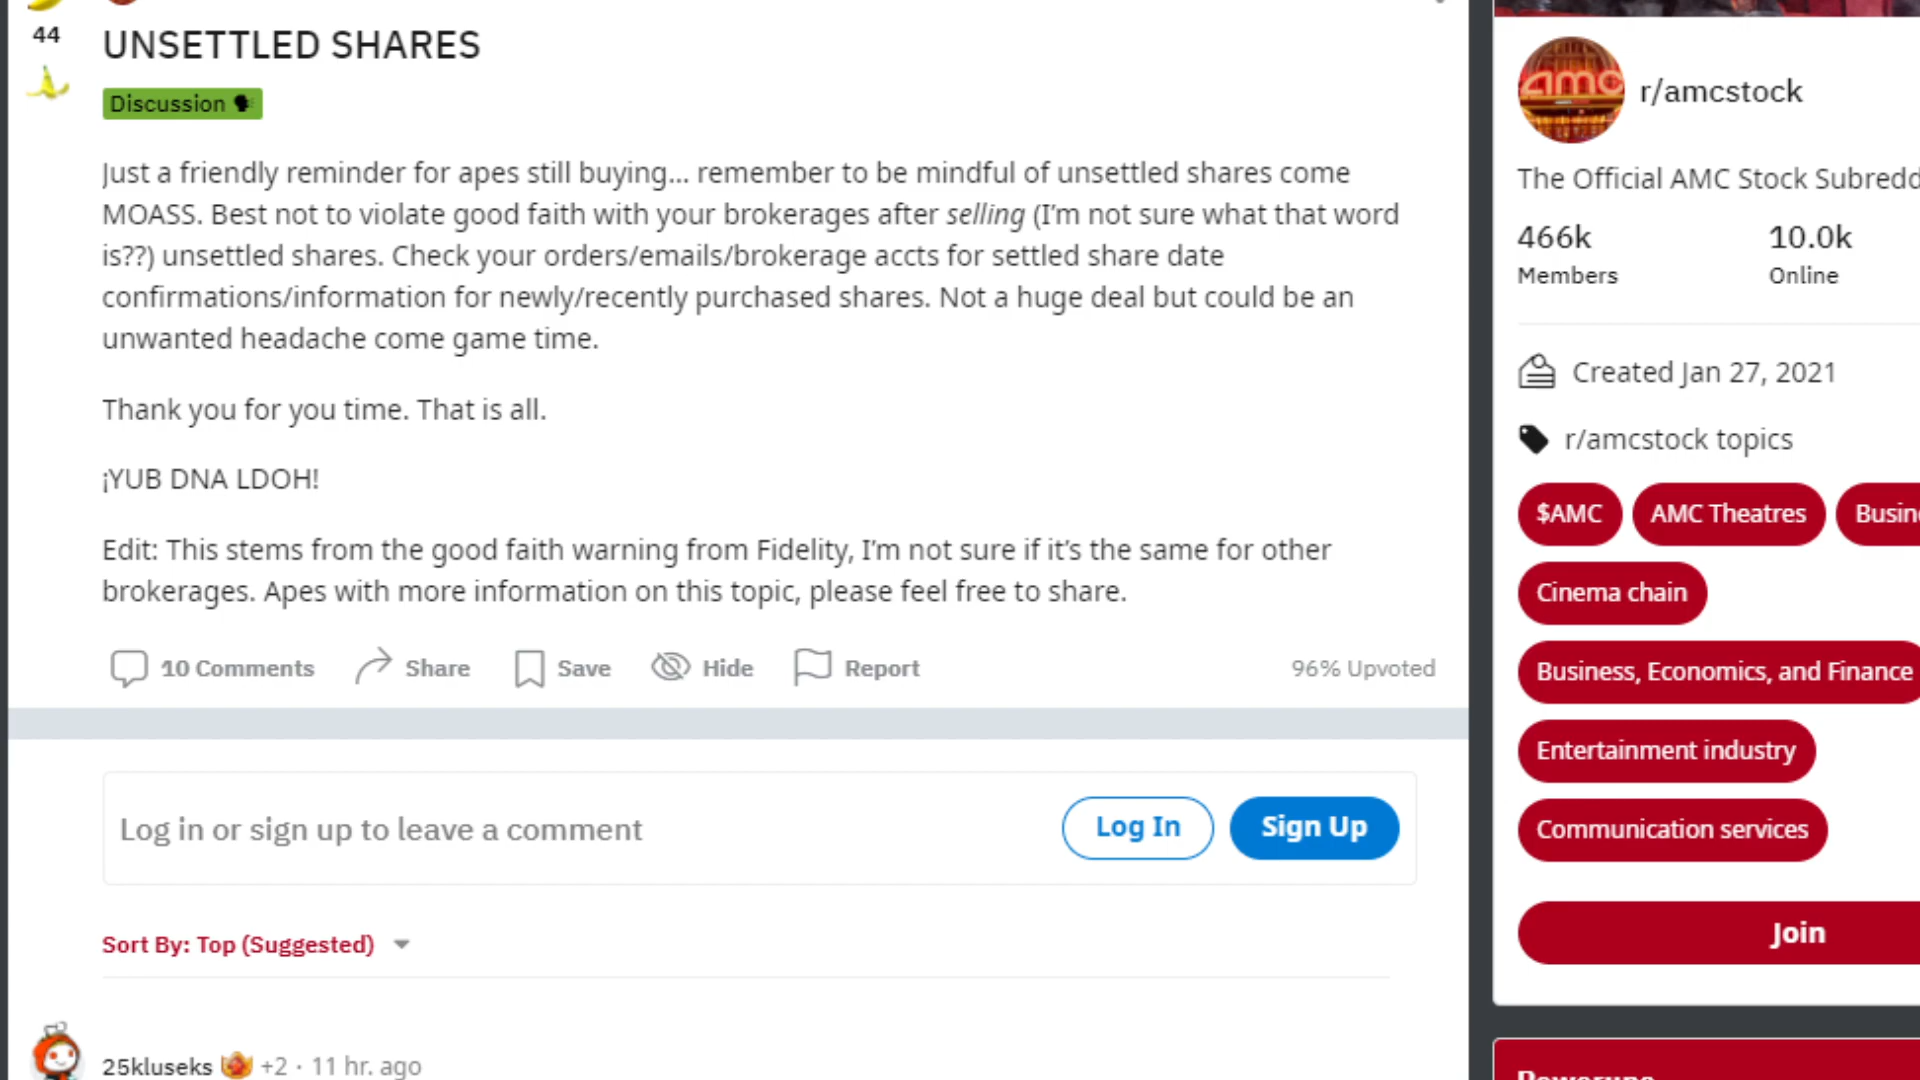 44
UNSETTLED SHARES
Discussion
Just a friendly reminder for apes still buying... remember to be mindful of unsettled shares come
MOASS. Best not to violate good faith with your brokerages after selling (I'm not sure what that word
is??) unsettled shares. Check your orders/emails/brokerage accts for settled share date
confirmations/information for newly/recently purchased shares. Not a huge deal but could be an
unwanted headache come game time.
Thank you for you time. That is all.
¡YUB DNA LDOH!
Edit: This stems from the good faith warning from Fidelity, I'm not sure if it's the same for other
brokerages. Apes with more information on this topic, please feel free to share.
10 Comments Share Save Hide Report 96% Upvoted
Log in or sign up to leave a comment Log In Sign Up
Sort By: Top (Suggested)
25kluseks +2 · 11 hr. ago
amc r/amcstock
The Official AMC Stock Subredd
466k 10.0k
Members Online
Created Jan 27, 2021
r/amcstock topics
$AMC AMC Theatres Busin
Cinema chain
Business, Economics, and Finance
Entertainment industry
Communication services
Join
Powerups